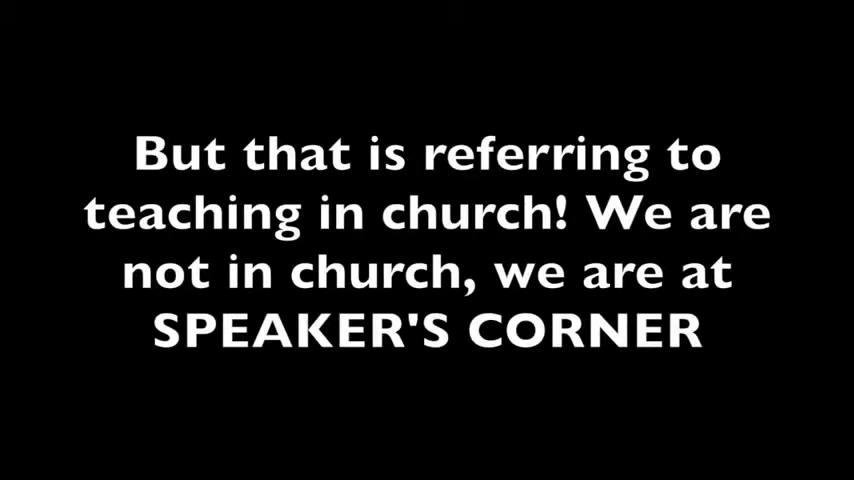 But that is referring to
teaching in church! We are
not in church, we are at
SPEAKER'S CORNER